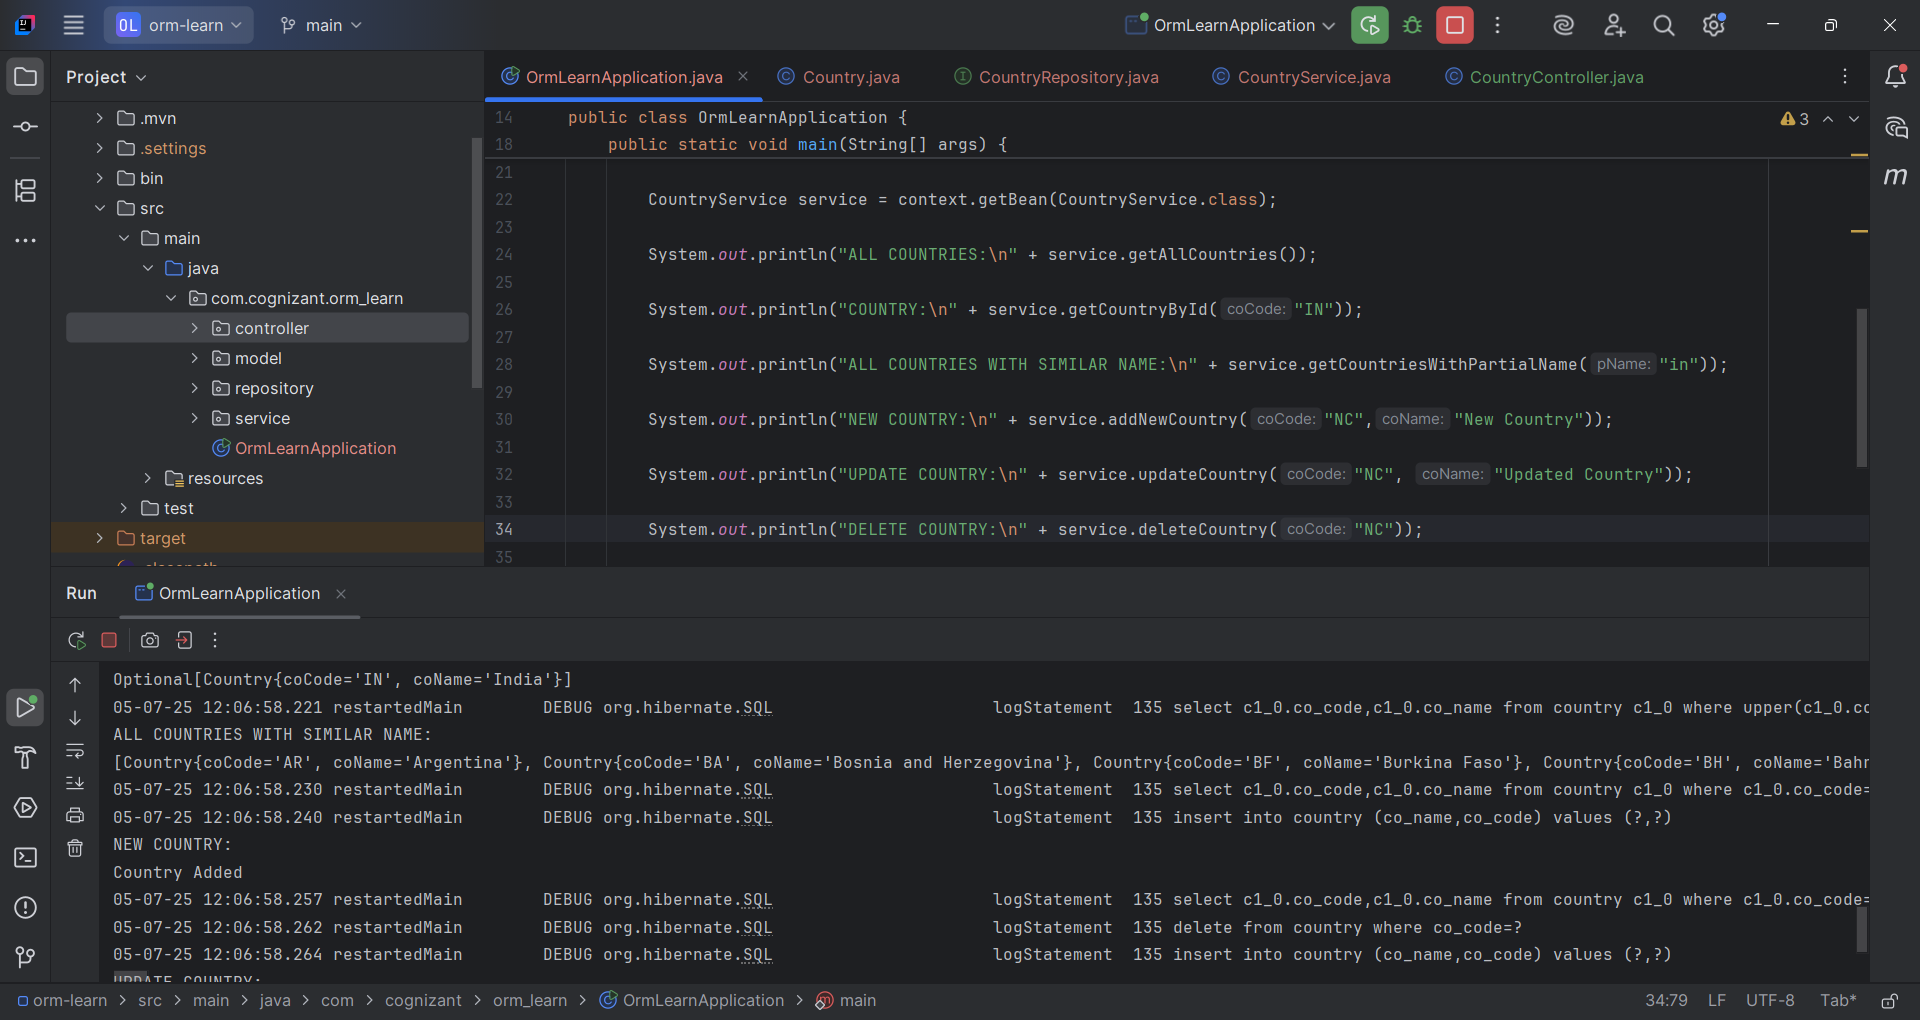 OL orm-learn main OrmLearnApplication
Project
OrmLearnApplication.java Country.java CountryRepository.java CountryService.java CountryController.java
.mvn
.settings
bin
src
main
java
com.cognizant.orm_learn
controller
model
repository
service
OrmLearnApplication
resources
test
target
3
14 public class OrmLearnApplication {
18 public static void main(String[] args) {
21
22 CountryService service = context.getBean(CountryService.class);
23
24 System.out.println("ALL COUNTRIES:\n" + service.getAllCountries());
25
26 System.out.println("COUNTRY:\n" + service.getCountryById( coCode: "IN"));
27
28 System.out.println("ALL COUNTRIES WITH SIMILAR NAME:\n" + service.getCountriesWithPartialName( pName: "in"));
29
30 System.out.println("NEW COUNTRY:\n" + service.addNewCountry( coCode: "NC", coName: "New Country"));
31
32 System.out.println("UPDATE COUNTRY:\n" + service.updateCountry( coCode: "NC", coName: "Updated Country"));
33
34 System.out.println("DELETE COUNTRY:\n" + service.deleteCountry( coCode: "NC"));
35
Run OrmLearnApplication
Optional[Country{coCode='IN', coName='India'}]
05-07-25 12:06:58.221 restartedMain DEBUG org.hibernate.SQL logStatement 135 select c1_0.co_code,c1_0.co_name from country c1_0 where upper(c1_0.co
ALL COUNTRIES WITH SIMILAR NAME:
[Country{coCode='AR', coName='Argentina'}, Country{coCode='BA', coName='Bosnia and Herzegovina'}, Country{coCode='BF', coName='Burkina Faso'}, Country{coCode='BH', coName='Bahr
05-07-25 12:06:58.230 restartedMain DEBUG org.hibernate.SQL logStatement 135 select c1_0.co_code,c1_0.co_name from country c1_0 where c1_0.co_code=
05-07-25 12:06:58.240 restartedMain DEBUG org.hibernate.SQL logStatement 135 insert into country (co_name,co_code) values (?,?)
NEW COUNTRY:
Country Added
05-07-25 12:06:58.257 restartedMain DEBUG org.hibernate.SQL logStatement 135 select c1_0.co_code,c1_0.co_name from country c1_0 where c1_0.co_code=
05-07-25 12:06:58.262 restartedMain DEBUG org.hibernate.SQL logStatement 135 delete from country where co_code=?
05-07-25 12:06:58.264 restartedMain DEBUG org.hibernate.SQL logStatement 135 insert into country (co_name,co_code) values (?,?)
UPDATE COUNTRY:
orm-learn > src > main > java > com > cognizant > orm_learn > OrmLearnApplication > main 34:79 LF UTF-8 Tab*